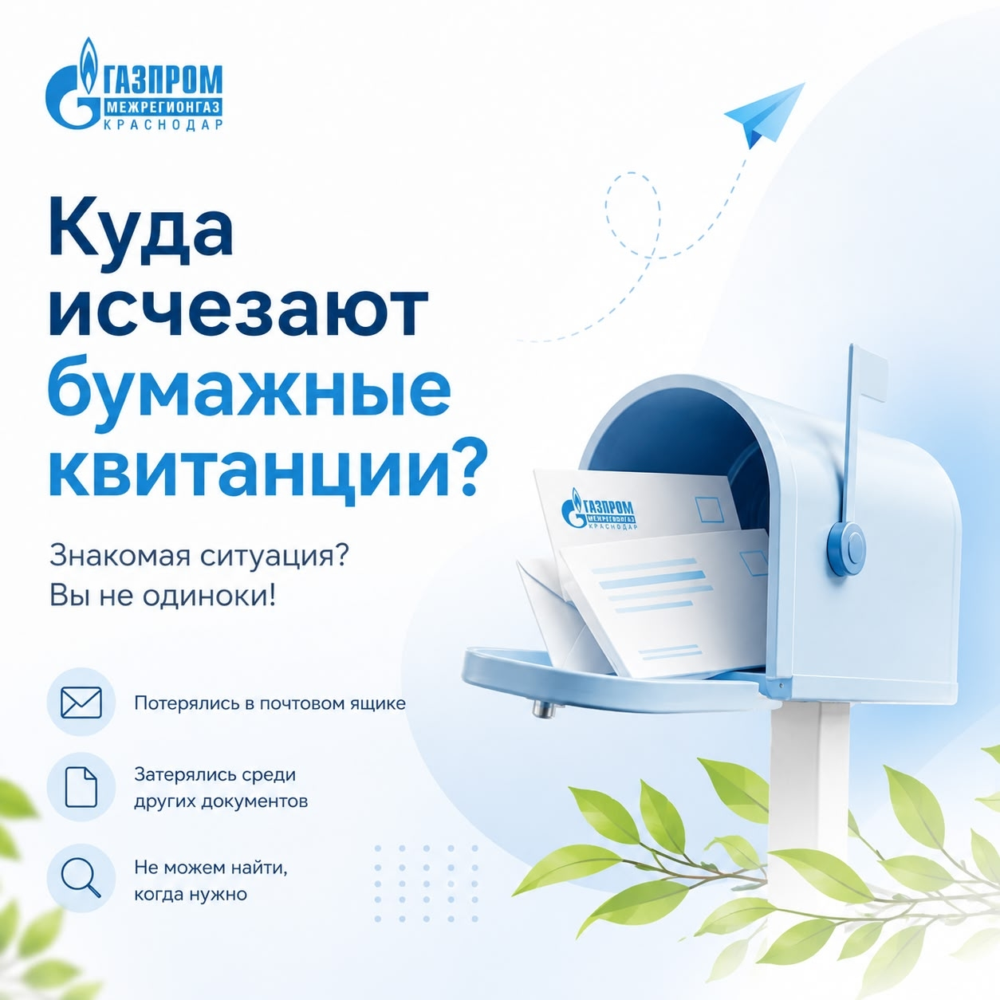 ГАЗПРОМ
МЕЖРЕГИОНГАЗ
КРАСНОДАР
Куда
исчезают
бумажные
квитанции?
Знакомая ситуация?
Вы не одиноки!
ГАЗПРОМ
МЕЖРЕГИОНГАЗ
КРАСНОДАР
Потерялись в почтовом ящике
Затерялись среди
других документов
Не можем найти,
когда нужно